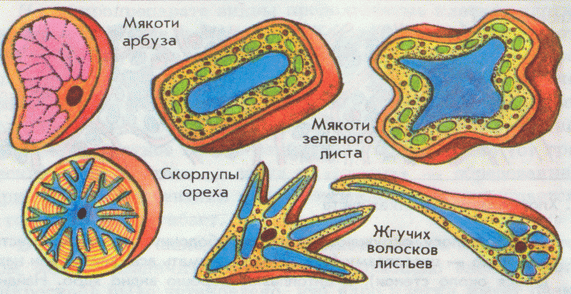 Мякоти
арбуза
Мякоти
зеленого
листа
Скорлупы
ореха
Жгучих
волосков
листьев